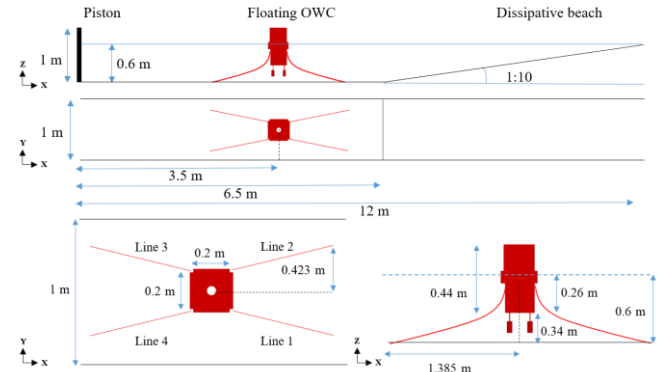 Piston Floating OWC Dissipative beach
1 m
0.6 m
1:10
Z
X
1 m
Y
X
3.5 m
6.5 m
12 m
Line 3 0.2 m Line 2
0.423 m
0.2 m
1 m
Line 4 Line 1
Y
X
0.44 m 0.26 m
0.6 m
0.34 m
Z
X
1.385 m